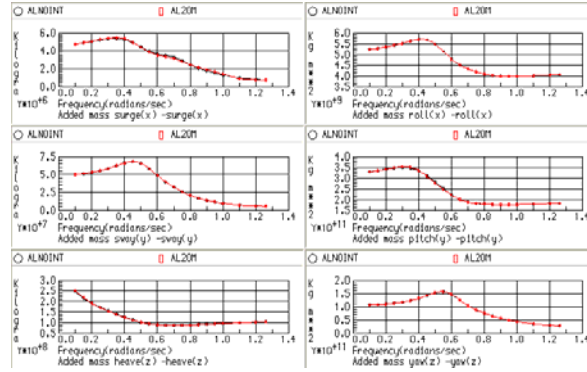 ALNOINT AL20M
6.0
4.0
2.0
0.0
0.0 0.2 0.4 0.6 0.8 1.0 1.2 1.4
Y*10+6 Frequency(radians/sec)
Added mass surge(x) -surge(x)
ALNOINT AL20M
6.0
5.5
5.0
4.5
4.0
3.5
0.0 0.2 0.4 0.6 0.8 1.0 1.2 1.4
Frequency(radians/sec)
Added mass roll(x) -roll(x)
ALNOINT AL20M
7.5
5.0
2.5
0.0
0.0 0.2 0.4 0.6 0.8 1.0 1.2 1.4
Frequency(radians/sec)
Added mass sway(y) -sway(y)
ALNOINT AL20M
4.0
3.5
3.0
2.5
2.0
1.5
0.0 0.2 0.4 0.6 0.8 1.0 1.2 1.4
Frequency(radians/sec)
Added mass pitch(y) -pitch(y)
ALNOINT AL20M
3.0
2.5
2.0
1.5
1.0
0.5
0.0 0.2 0.4 0.6 0.8 1.0 1.2 1.4
Frequency(radians/sec)
Added mass heave(z) -heave(z)
ALNOINT AL20M
2.0
1.5
1.0
0.5
0.0
0.0 0.2 0.4 0.6 0.8 1.0 1.2 1.4
Frequency(radians/sec)
Added mass yaw(z) -yaw(z)